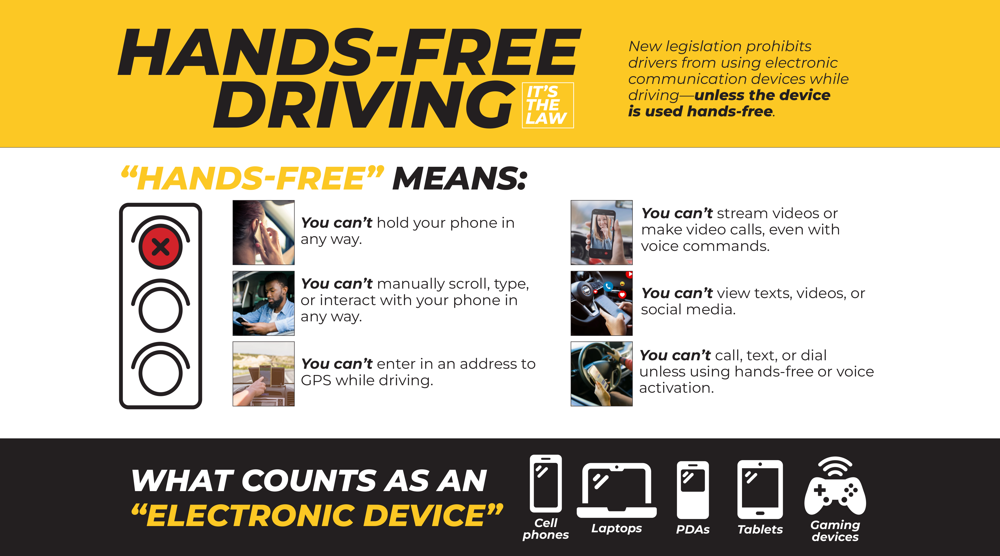 HANDS-FREE
DRIVING
IT’S
THE
LAW
New legislation prohibits
drivers from using electronic
communication devices while
driving—unless the device
is used hands-free.
“HANDS-FREE” MEANS:
You can’t hold your phone in
any way.
You can’t manually scroll, type,
or interact with your phone in
any way.
You can’t enter in an address to
GPS while driving.
You can’t stream videos or
make video calls, even with
voice commands.
You can’t view texts, videos, or
social media.
You can’t call, text, or dial
unless using hands-free or voice
activation.
WHAT COUNTS AS AN
“ELECTRONIC DEVICE”
Cell
phones
Laptops
PDAs
Tablets
Gaming
devices